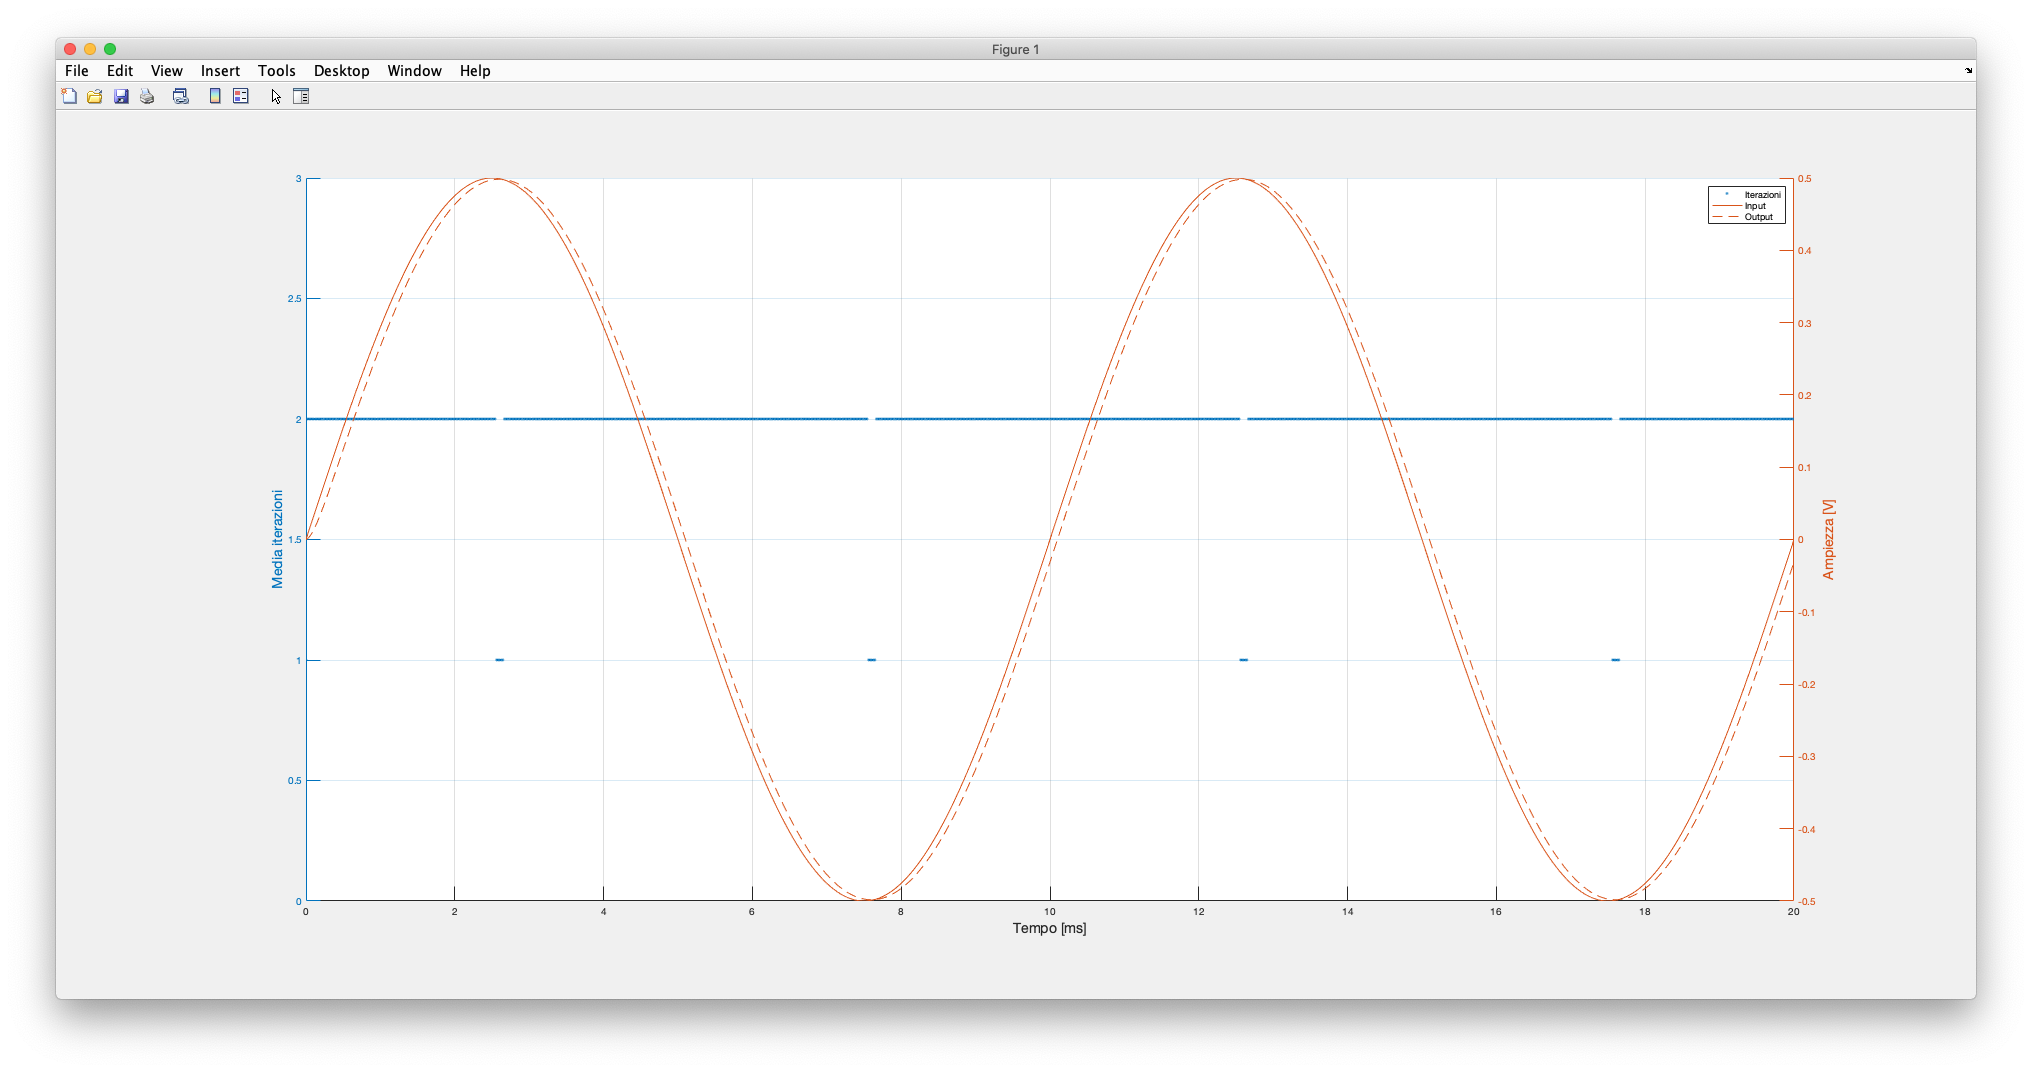 Figure 1
File Edit View Insert Tools Desktop Window Help
3
2.5
2
1.5
1
0.5
0
Media iterazioni
0 2 4 6 8 10 12 14 16 18 20
Tempo [ms]
0.5
0.4
0.3
0.2
0.1
0
-0.1
-0.2
-0.3
-0.4
-0.5
Ampiezza [V]
Iterazioni
Input
Output